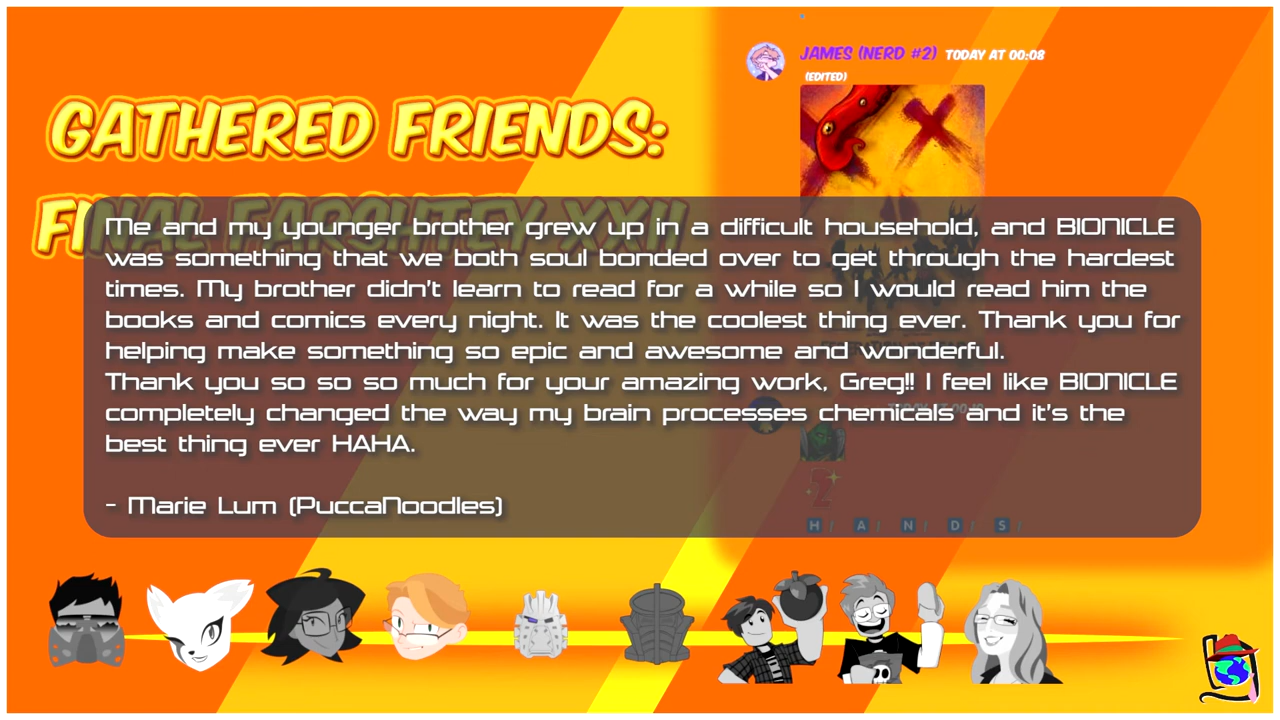 GATHERED FRIENDS:
FINAL FARSHTEY XXII
JAMES (NERD #2) TODAY AT 00:08
(EDITED)
Me and my younger brother grew up in a difficult household, and BIONICLE
was something that we both soul bonded over to get through the hardest
times. My brother didn't learn to read for a while so I would read him the
books and comics every night. It was the coolest thing ever. Thank you for
helping make something so epic and awesome and wonderful.
Thank you so so so much for your amazing work, Greg!! I feel like BIONICLE
completely changed the way my brain processes chemicals and it's the
best thing ever HAHA.
- Marie Lum (PuccaNoodles)
2
H A N D S